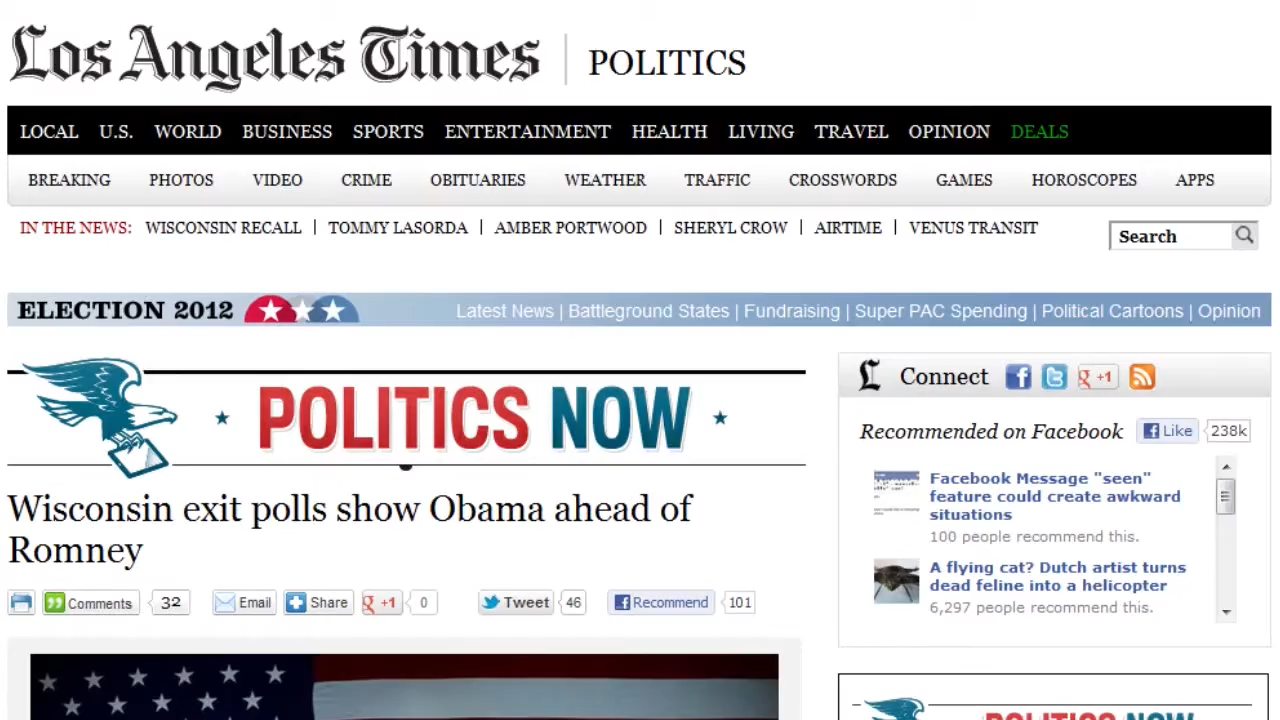 Los Angeles Times | POLITICS
LOCAL U.S. WORLD BUSINESS SPORTS ENTERTAINMENT HEALTH LIVING TRAVEL OPINION DEALS
BREAKING PHOTOS VIDEO CRIME OBITUARIES WEATHER TRAFFIC CROSSWORDS GAMES HOROSCOPES APPS
IN THE NEWS: WISCONSIN RECALL | TOMMY LASORDA | AMBER PORTWOOD | SHERYL CROW | AIRTIME | VENUS TRANSIT
Search
ELECTION 2012
Latest News | Battleground States | Fundraising | Super PAC Spending | Political Cartoons | Opinion
POLITICS NOW
Wisconsin exit polls show Obama ahead of
Romney
Comments 32 Email Share +1 0 Tweet 46 Recommend 101
L Connect f t g +1
Recommended on Facebook f Like 238k
Facebook Message "seen"
feature could create awkward
situations
100 people recommend this.
A flying cat? Dutch artist turns
dead feline into a helicopter
6,297 people recommend this.
POLITICS NOW